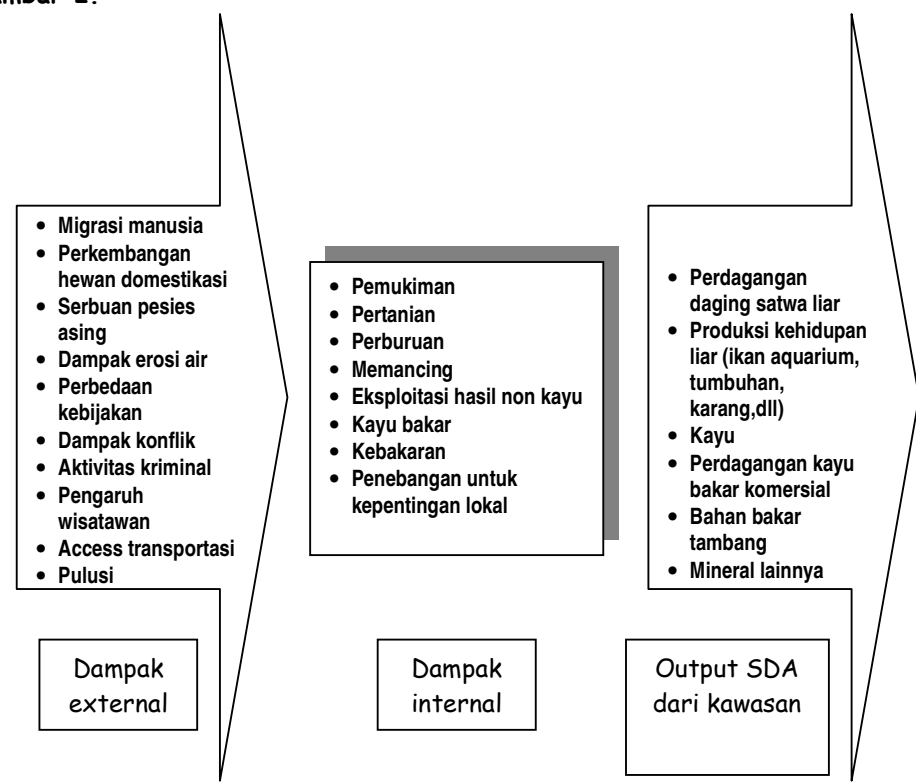 • Migrasi manusia
• Perkembangan
hewan domestikasi
• Serbuan pesies
asing
• Dampak erosi air
• Perbedaan
kebijakan
• Dampak konflik
• Aktivitas kriminal
• Pengaruh
wisatawan
• Access transportasi
• Pulusi
Dampak
external
• Pemukiman
• Pertanian
• Perburuan
• Memancing
• Eksploitasi hasil non kayu
• Kayu bakar
• Kebakaran
• Penebangan untuk
kepentingan lokal
Dampak
internal
• Perdagangan
daging satwa liar
• Produksi kehidupan
liar (ikan aquarium,
tumbuhan,
karang,dll)
• Kayu
• Perdagangan kayu
bakar komersial
• Bahan bakar
tambang
• Mineral lainnya
Output SDA
dari kawasan